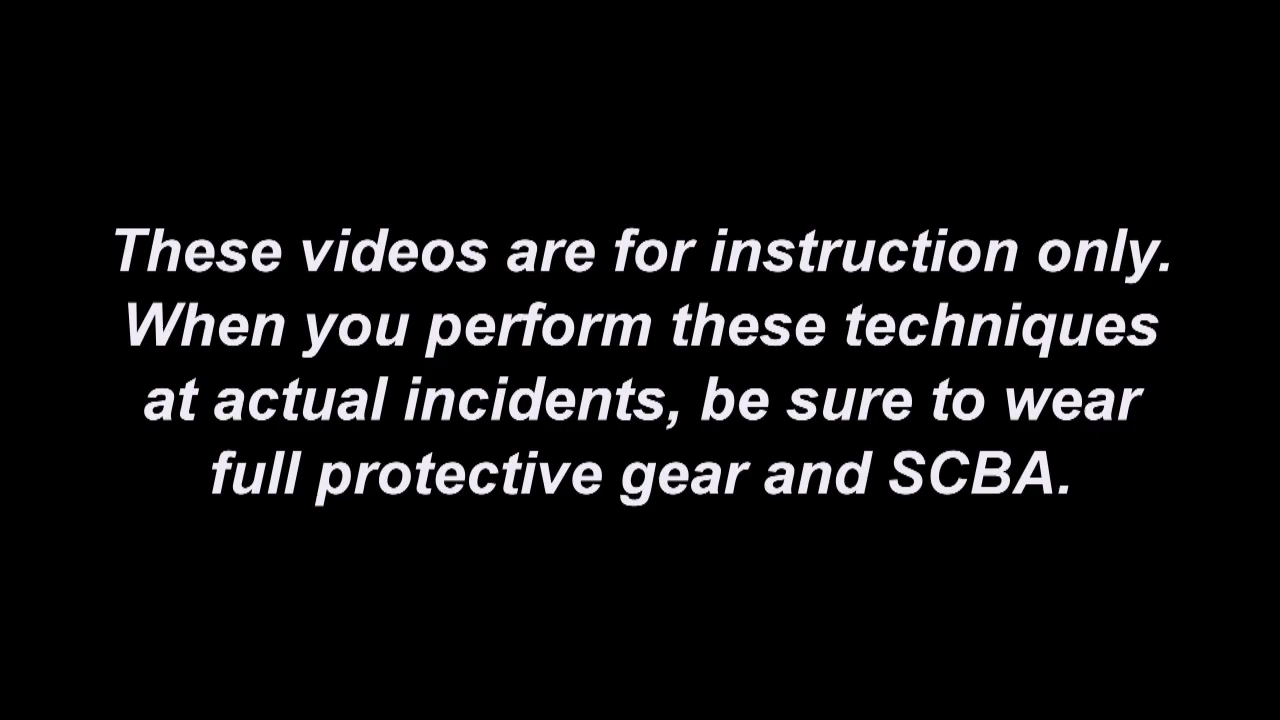 These videos are for instruction only.
When you perform these techniques
at actual incidents, be sure to wear
full protective gear and SCBA.